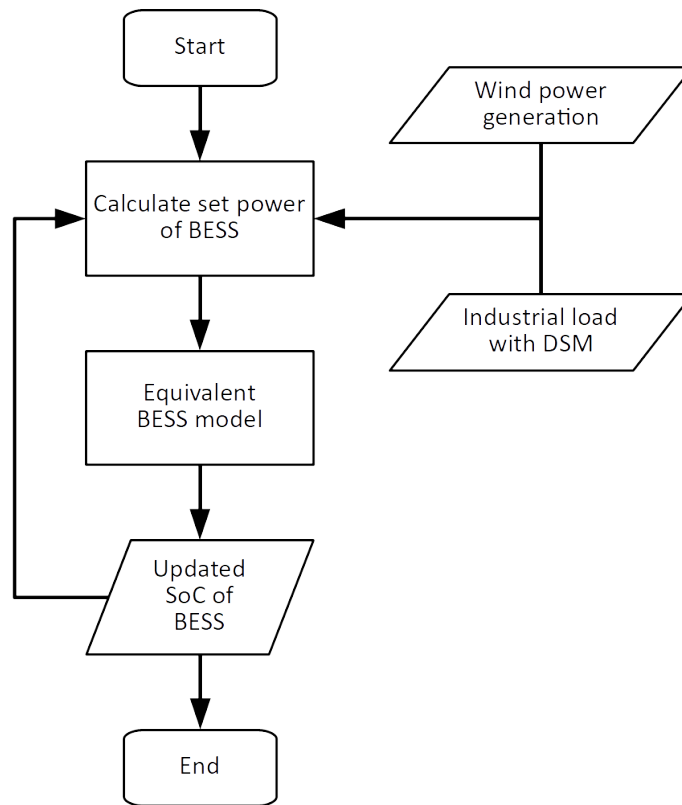 Start
Wind power
generation
Calculate set power
of BESS
Industrial load
with DSM
Equivalent
BESS model
Updated
SoC of
BESS
End